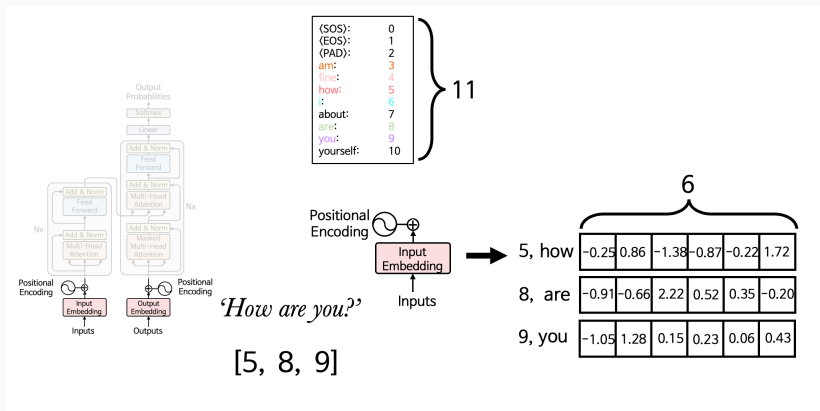 ⟨SOS⟩: 0
⟨EOS⟩: 1
⟨PAD⟩: 2
am: 3
fine: 4
how: 5
i: 6
about: 7
are: 8
you: 9
yourself: 10
11
Output
Probabilities
Softmax
Linear
Add & Norm
Feed
Forward
Add & Norm
Multi-Head
Attention
Nx
Add & Norm
Masked
Multi-Head
Attention
Add & Norm
Feed
Forward
Nx
Add & Norm
Multi-Head
Attention
Positional
Encoding
Positional
Encoding
Input
Embedding
Output
Embedding
Inputs
Outputs
‘How are you?’
[5, 8, 9]
Positional
Encoding
Input
Embedding
Inputs
6
5, how −0.25 0.86 −1.38 −0.87 −0.22 1.72
8, are −0.91 −0.66 2.22 0.52 0.35 −0.20
9, you −1.05 1.28 0.15 0.23 0.06 0.43